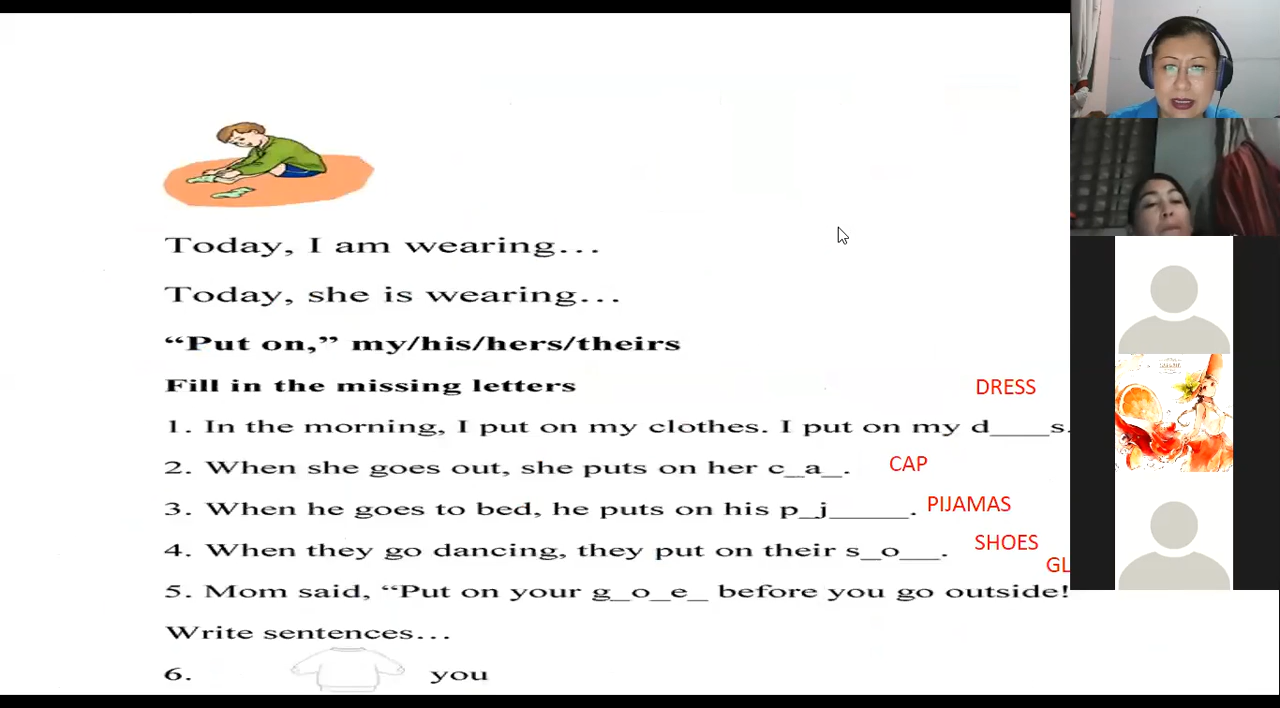 Today, I am wearing…
Today, she is wearing…
“Put on,” my/his/hers/theirs
Fill in the missing letters
DRESS
1. In the morning, I put on my clothes. I put on my d____s.
2. When she goes out, she puts on her c_a_. CAP
3. When he goes to bed, he puts on his p_j_____. PIJAMAS
4. When they go dancing, they put on their s_o___. SHOES
GL
5. Mom said, “Put on your g_o_e_ before you go outside!
Write sentences…
6. you